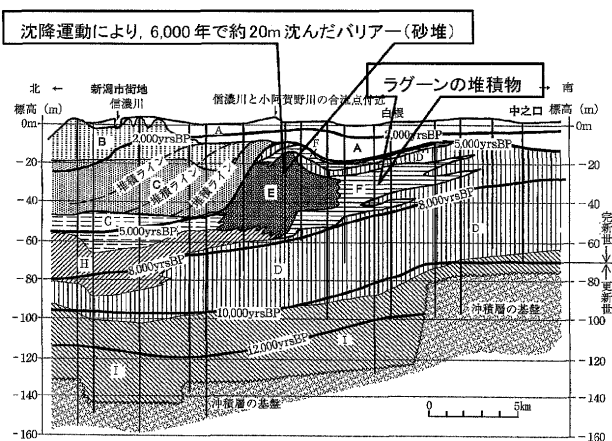 沈降運動により, 6,000年で約20m沈んだバリアー(砂堆)
ラグーンの堆積物
北 ←
新潟市街地
信濃川
信濃川と小阿賀野川の合流点付近
白根
中之口
→ 南
標高 (m)
標高 (m)
0m
-20
-40
-60
-80
-100
-120
-140
-160
0m
-20
-40
-60
-80
-100
-120
-140
-160
B
2,000yrsBP
A
F
A
2,000yrsBP
D
5,000yrsBP
堆積ライン
C
堆積ライン
堆積ライン
E
F
G
5,000yrsBP
8,000yrsBP
H
8,000yrsBP
D
D
10,000yrsBP
12,000yrsBP
I
I
沖積層の基盤
沖積層の基盤
完新世
更新世
0
5km